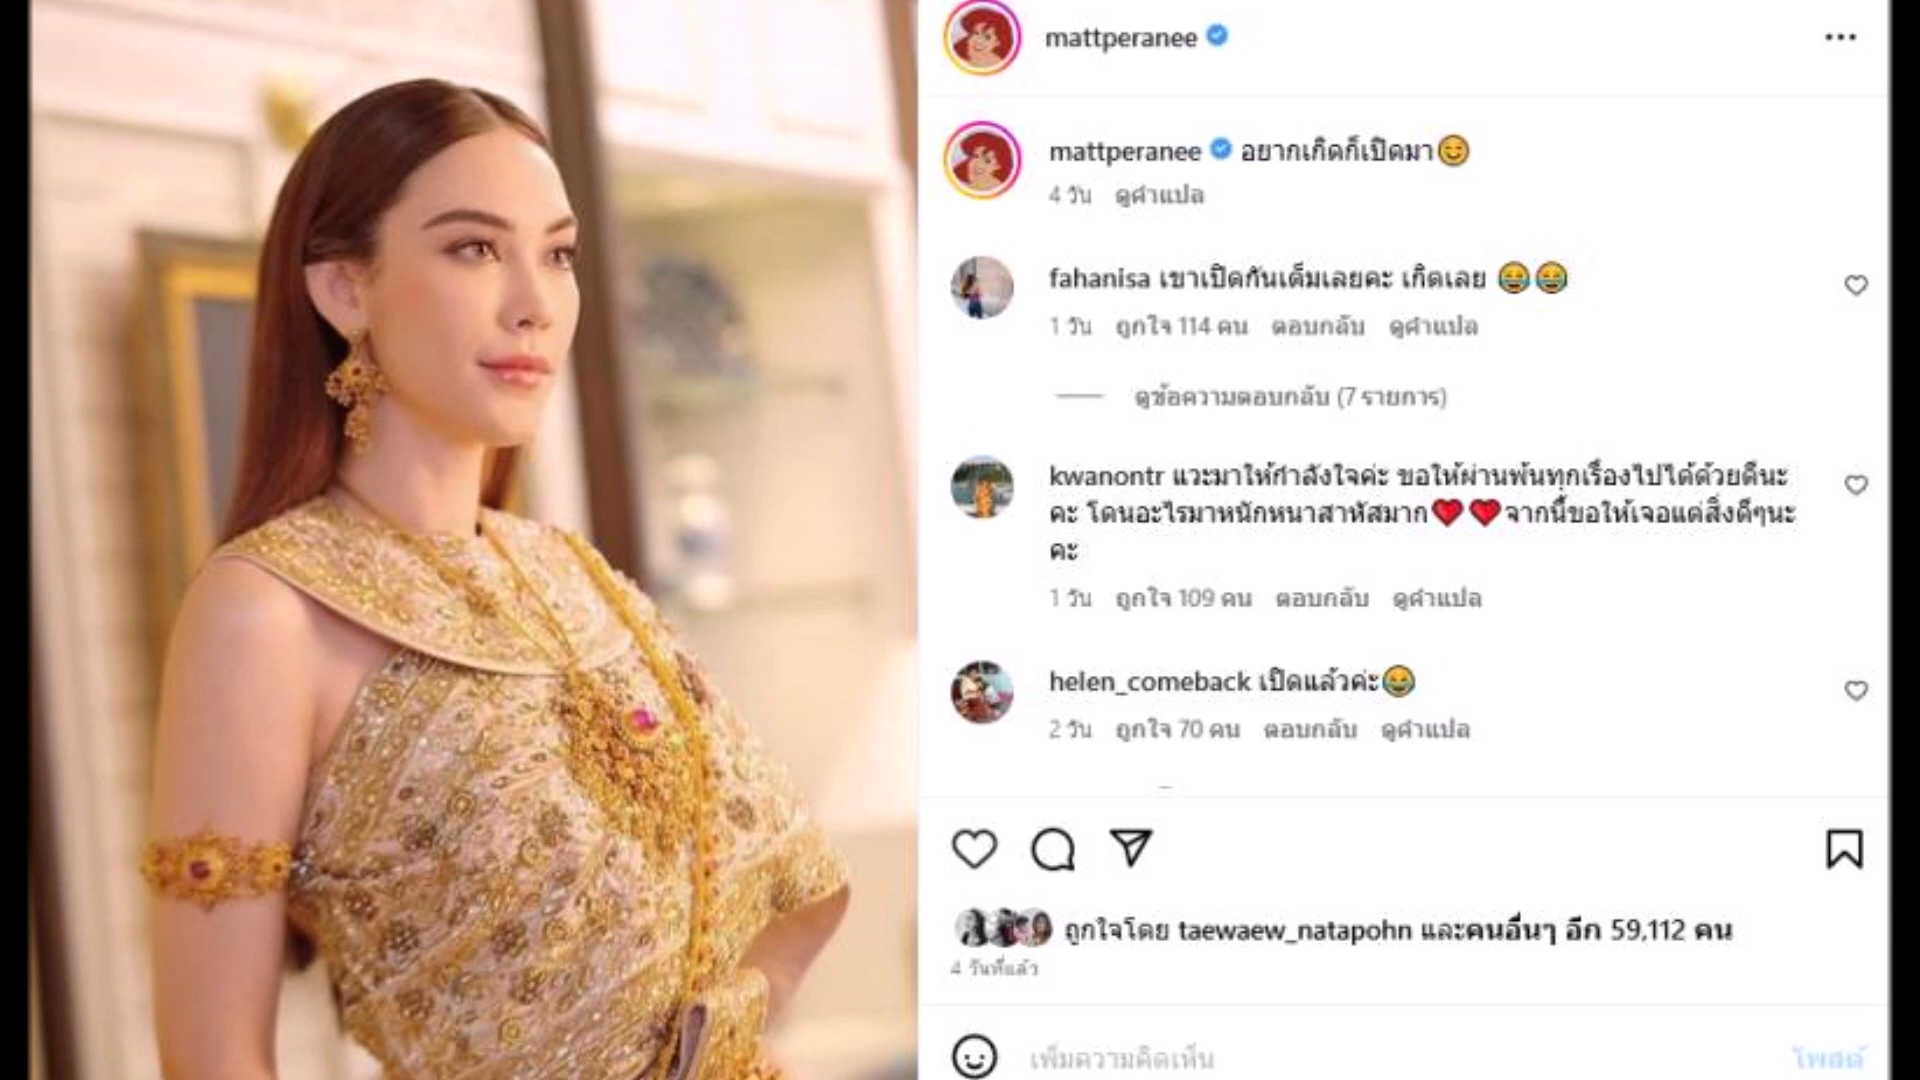 mattperanee
mattperanee อยากเกิดก็เปิดมา😊
4 วัน ดูคำแปล
fahanisa เขาเปิดกันเต็มเลยคะ เกิดเลย 😂😂
1 วัน ถูกใจ 114 คน ตอบกลับ ดูคำแปล
ดูข้อความตอบกลับ (7 รายการ)
kwanontr แวะมาให้กำลังใจค่ะ ขอให้ผ่านพ้นทุกเรื่องไปได้ด้วยดีนะ
คะ โดนอะไรมาหนักหนาสาหัสมาก❤️❤️จากนี้ขอให้เจอแต่สิ่งดีๆนะ
คะ
1 วัน ถูกใจ 109 คน ตอบกลับ ดูคำแปล
helen_comeback เปิดแล้วค่ะ😂
2 วัน ถูกใจ 70 คน ตอบกลับ ดูคำแปล
ถูกใจโดย taewaew_natapohn และคนอื่นๆ อีก 59,112 คน
4 วันที่แล้ว
เพิ่มความคิดเห็น
โพสต์